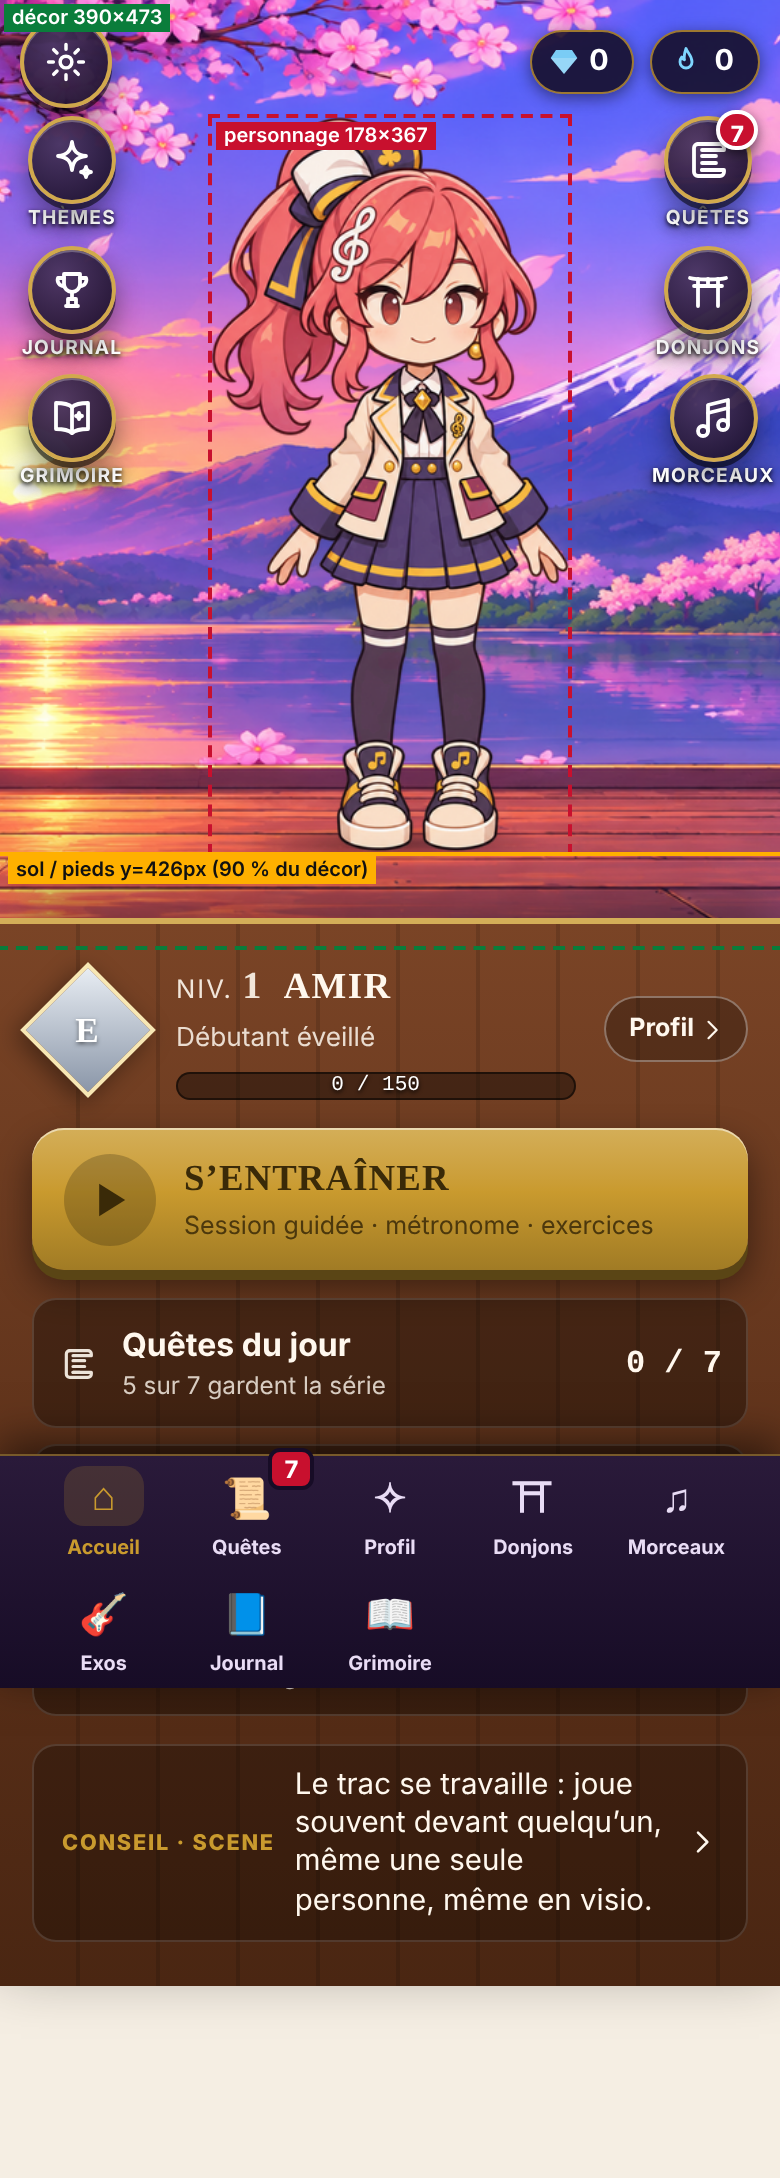 décor 390×473
0
0
personnage 178×367
7
THÈMES
QUÊTES
JOURNAL
DONJONS
GRIMOIRE
MORCEAUX
sol / pieds y=426px (90 % du décor)
E
NIV. 1 AMIR
Débutant éveillé
0 / 150
Profil
S’ENTRAÎNER
Session guidée · métronome · exercices
Quêtes du jour
5 sur 7 gardent la série
0 / 7
7
Accueil
Quêtes
Profil
Donjons
Morceaux
Exos
Journal
Grimoire
CONSEIL · SCENE
Le trac se travaille : joue
souvent devant quelqu’un,
même une seule
personne, même en visio.